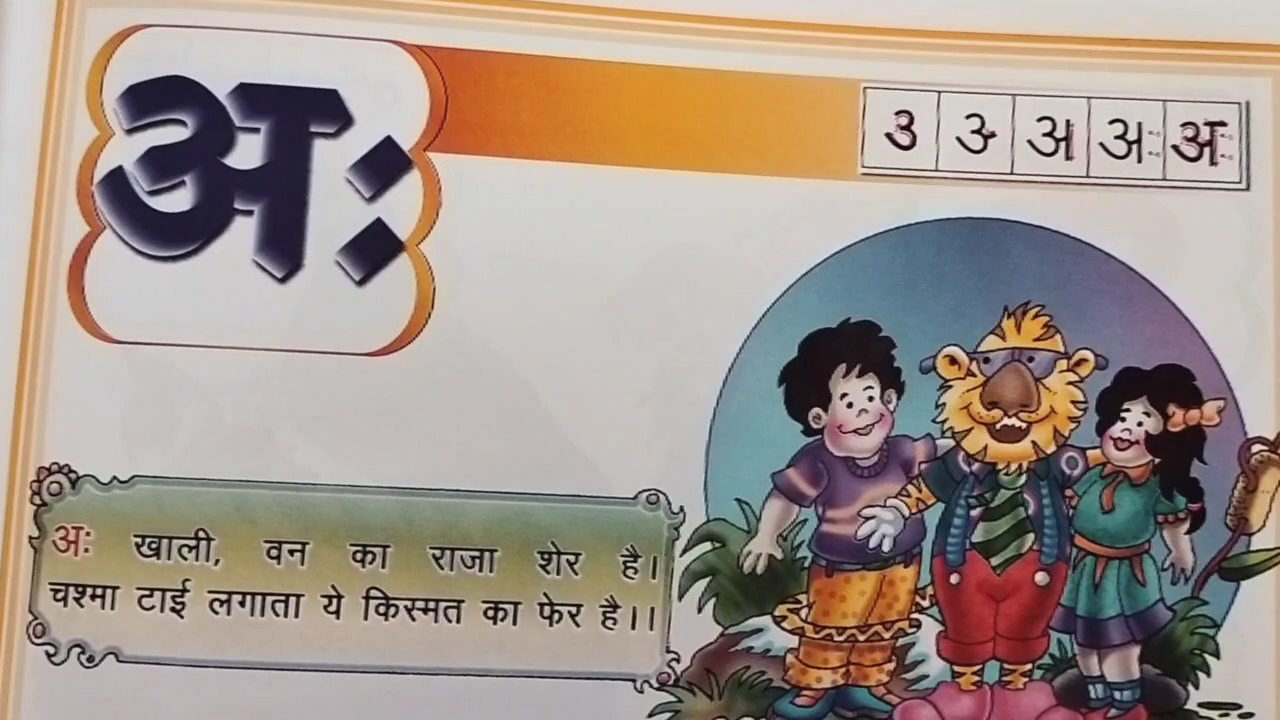 अः
उ उ अ अः अः
अः खाली, वन का राजा शेर है।
चश्मा टाई लगाता ये किस्मत का फेर है।।